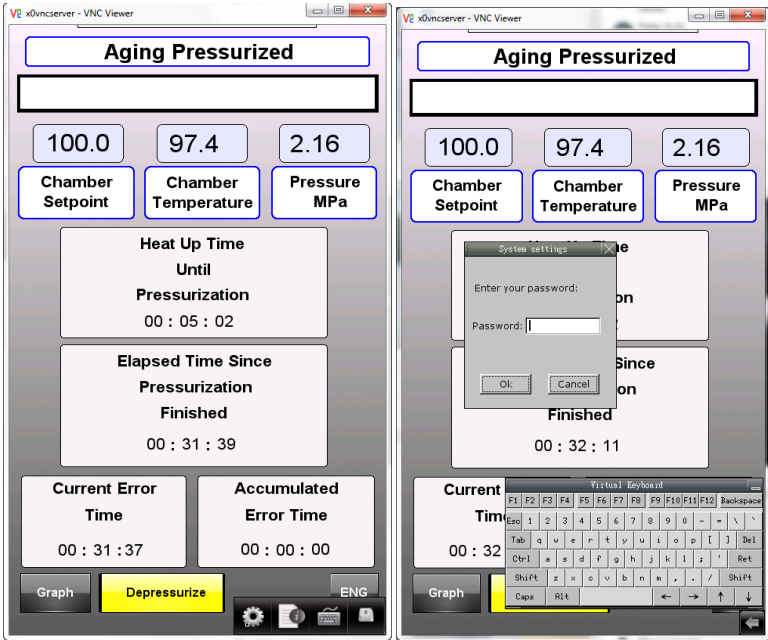 x0vncserver - VNC Viewer
Aging Pressurized
100.0
97.4
2.16
Chamber
Setpoint
Chamber
Temperature
Pressure
MPa
Heat Up Time
Until
Pressurization
00 : 05 : 02
Elapsed Time Since
Pressurization
Finished
00 : 31 : 39
Current Error
Time
00 : 31 : 37
Accumulated
Error Time
00 : 00 : 00
Graph
Depressurize
ENG
x0vncserver - VNC Viewer
Aging Pressurized
100.0
97.4
2.16
Chamber
Setpoint
Chamber
Temperature
Pressure
MPa
System settings
Enter your password:
Password:
Ok
Cancel
on
Since
on
Finished
00 : 32 : 11
Current
Tim
00 : 32
Graph
Virtual Keyboard
F1 F2 F3 F4 F5 F6 F7 F8 F9 F10 F11 F12 Backspace
Esc 1 2 3 4 5 6 7 8 9 0 - = \ `
Tab q w e r t y u i o p [ ] Del
Ctrl a s d f g h j k l ; ' Ret
Shift z x c v b n m , . / Shift
Caps Alt ← → ↑ ↓